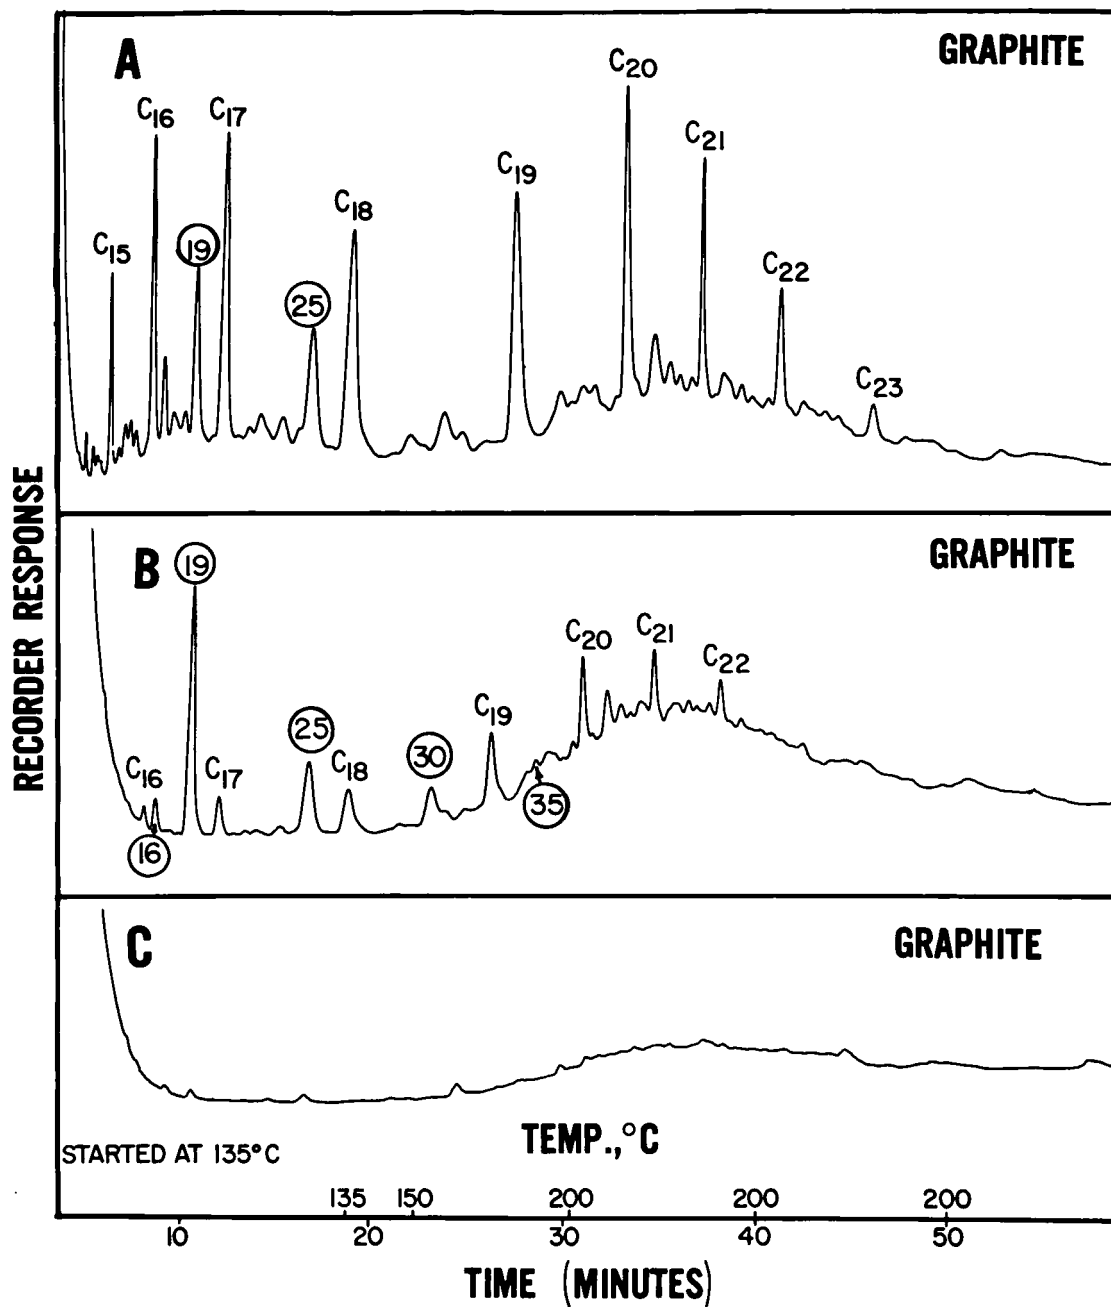 A
GRAPHITE
C15
C16
19
C17
25
C18
C19
C20
C21
C22
C23
RECORDER RESPONSE
B
GRAPHITE
C16
16
19
C17
25
C18
30
C19
35
C20
C21
C22
C
GRAPHITE
STARTED AT 135°C
TEMP.,°C
135 150 200 200 200
10 20 30 40 50
TIME (MINUTES)